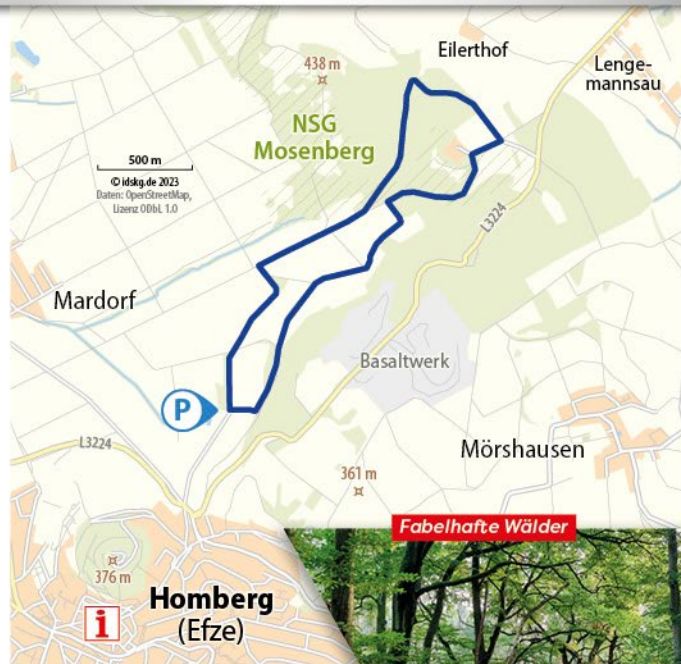 438 m
Eilerthof
Lenge-
mannsau
NSG
Mosenberg
500 m
© idskg.de 2023
Daten: OpenStreetMap,
Lizenz ODbL 1.0
L3224
Mardorf
Basaltwerk
P
L3224
Mörshausen
361 m
Fabelhafte Wälder
376 m
Homberg
(Efze)
i